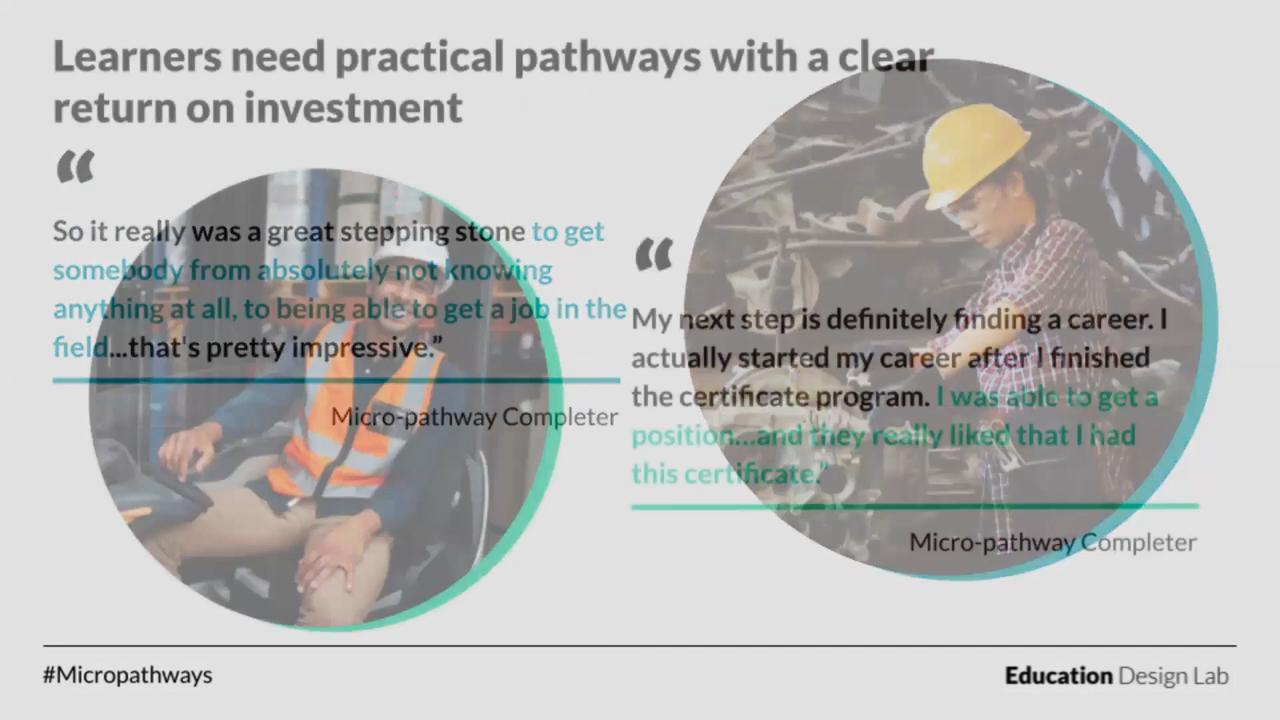 Learners need practical pathways with a clear
return on investment
“
So it really was a great stepping stone to get
somebody from absolutely not knowing
anything at all, to being able to get a job in the
field...that's pretty impressive.”
Micro-pathway Completer
“
My next step is definitely finding a career. I
actually started my career after I finished
the certificate program. I was able to get a
position...and they really liked that I had
this certificate.”
Micro-pathway Completer
#Micropathways
Education Design Lab